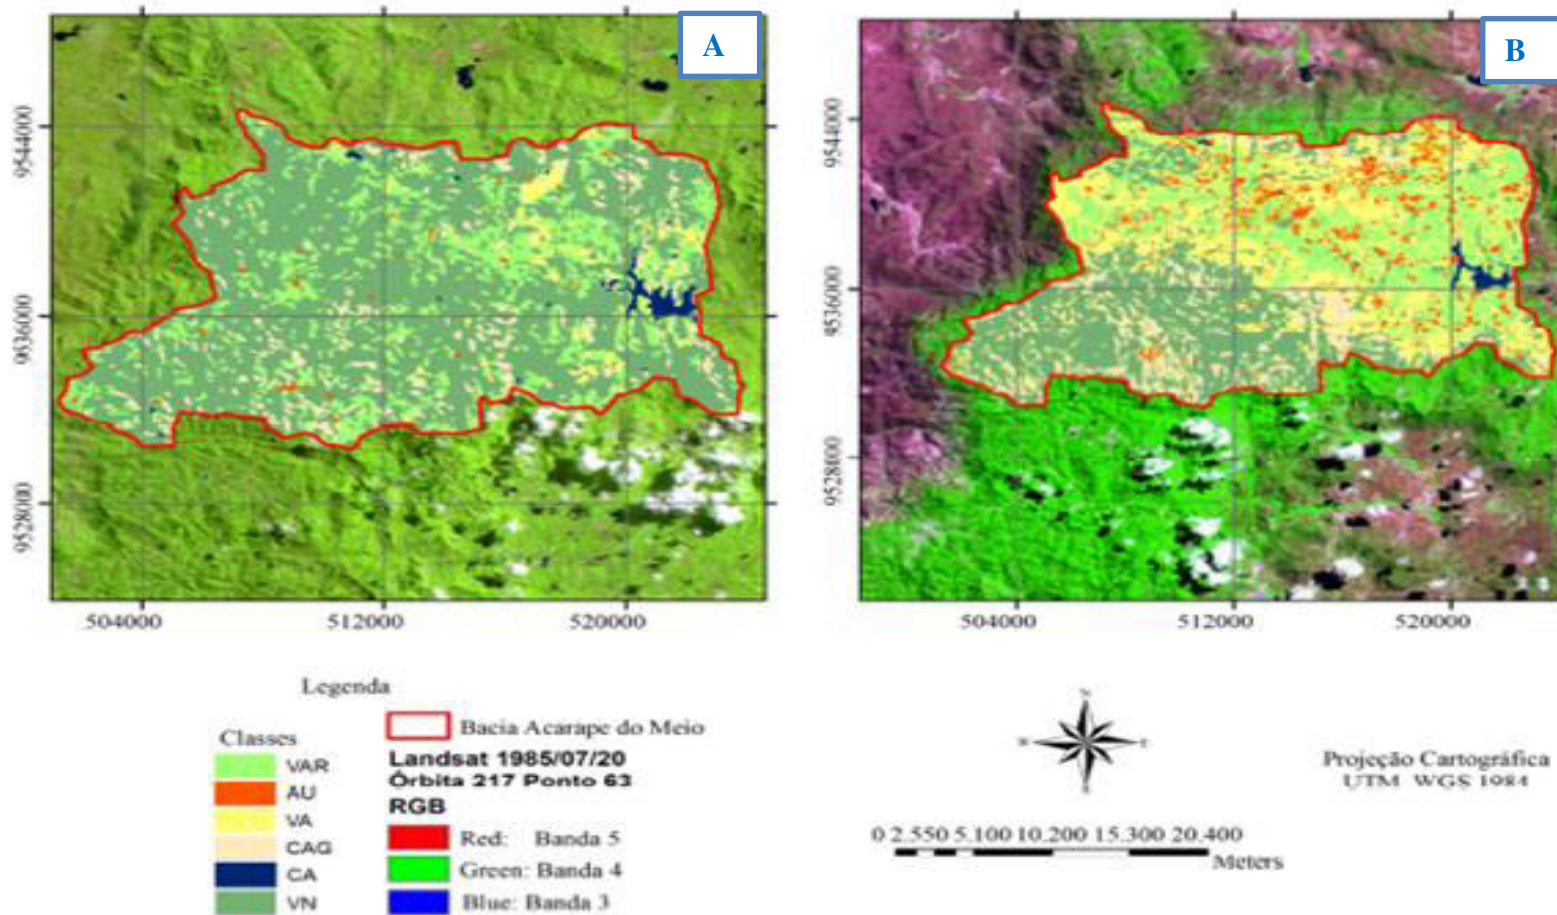 A
B
9544000
9536000
9528000
504000
512000
520000
9544000
9536000
9528000
504000
512000
520000
Legenda
Classes
VAR
AU
VA
CAG
CA
VN
Bacia Acarape do Meio
Landsat 1985/07/20
Órbita 217 Ponto 63
RGB
Red: Banda 5
Green: Banda 4
Blue: Banda 3
N
E
S
0 2.550 5.100 10.200 15.300 20.400
Meters
Projeção Cartográfica
UTM WGS 1984